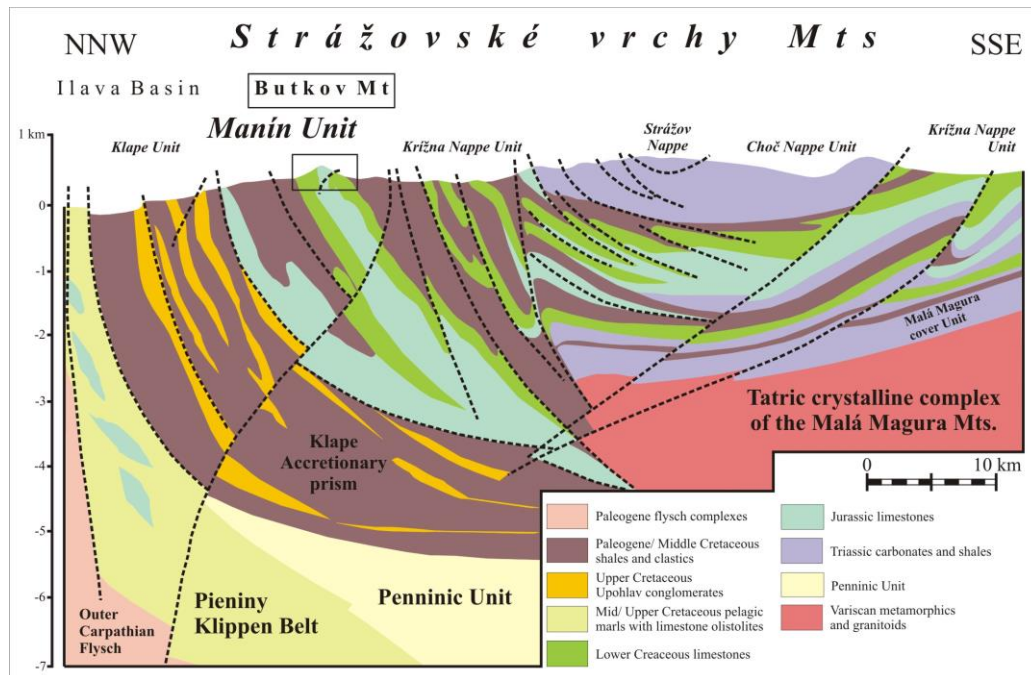 Strážovské vrchy Mts
NNW
SSE
Ilava Basin
Butkov Mt
Manín Unit
Klape Unit
Krížna Nappe Unit
Strážov
Nappe
Choč Nappe Unit
Krížna Nappe
Unit
1 km
0
-1
-2
-3
-4
-5
-6
-7
Malá Magura
cover Unit
Tatric crystalline complex
of the Malá Magura Mts.
Klape
Accretionary
prism
0
10 km
Pieniny
Klippen Belt
Penninic Unit
Outer
Carpathian
Flysch
Paleogene flysch complexes
Paleogene/ Middle Cretaceous
shales and clastics
Upper Cretaceous
Upohlav conglomerates
Mid/ Upper Cretaceous pelagic
marls with limestone olistolites
Lower Creaceous limestones
Jurassic limestones
Triassic carbonates and shales
Penninic Unit
Variscan metamorphics
and granitoids